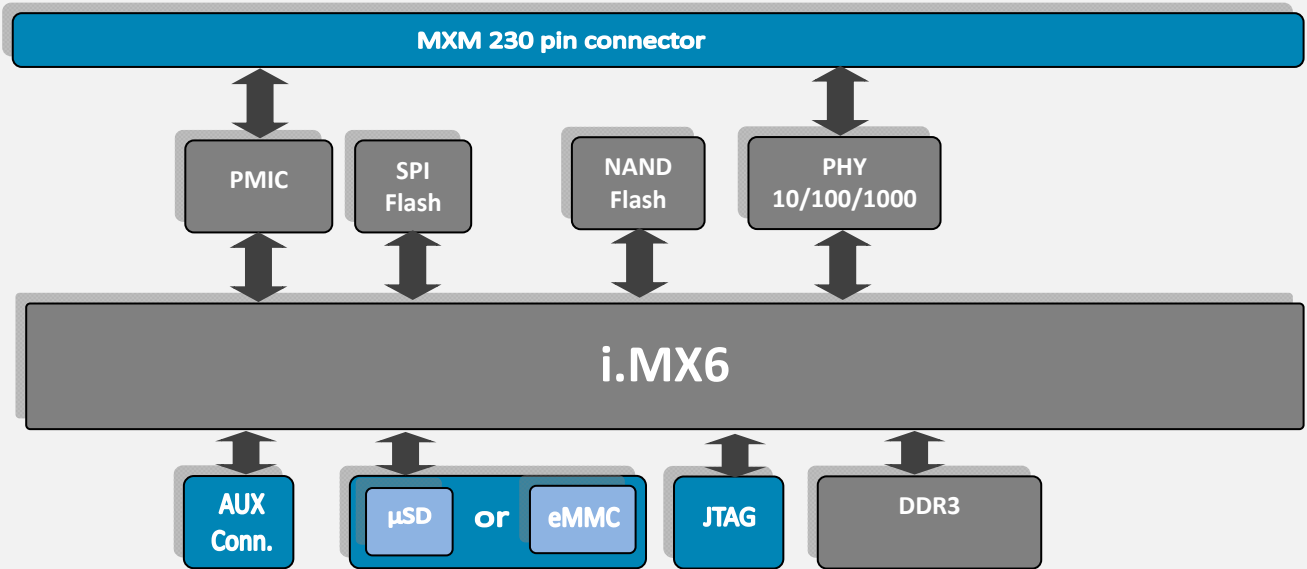 MXM 230 pin connector
PMIC
SPI
Flash
NAND
Flash
PHY
10/100/1000
i.MX6
AUX
Conn.
µSD or eMMC
JTAG
DDR3